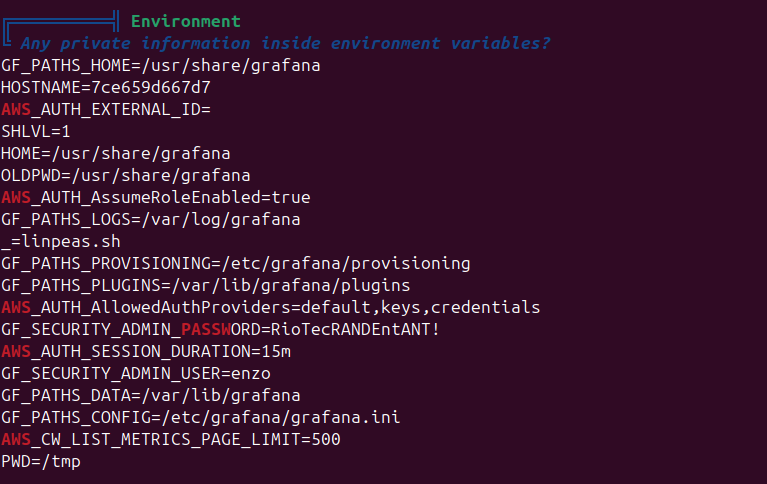 Environment
Any private information inside environment variables?
GF_PATHS_HOME=/usr/share/grafana
HOSTNAME=7ce659d667d7
AWS_AUTH_EXTERNAL_ID=
SHLVL=1
HOME=/usr/share/grafana
OLDPWD=/usr/share/grafana
AWS_AUTH_AssumeRoleEnabled=true
GF_PATHS_LOGS=/var/log/grafana
_=linpeas.sh
GF_PATHS_PROVISIONING=/etc/grafana/provisioning
GF_PATHS_PLUGINS=/var/lib/grafana/plugins
AWS_AUTH_AllowedAuthProviders=default,keys,credentials
GF_SECURITY_ADMIN_PASSWORD=RioTecRANDEntANT!
AWS_AUTH_SESSION_DURATION=15m
GF_SECURITY_ADMIN_USER=enzo
GF_PATHS_DATA=/var/lib/grafana
GF_PATHS_CONFIG=/etc/grafana/grafana.ini
AWS_CW_LIST_METRICS_PAGE_LIMIT=500
PWD=/tmp